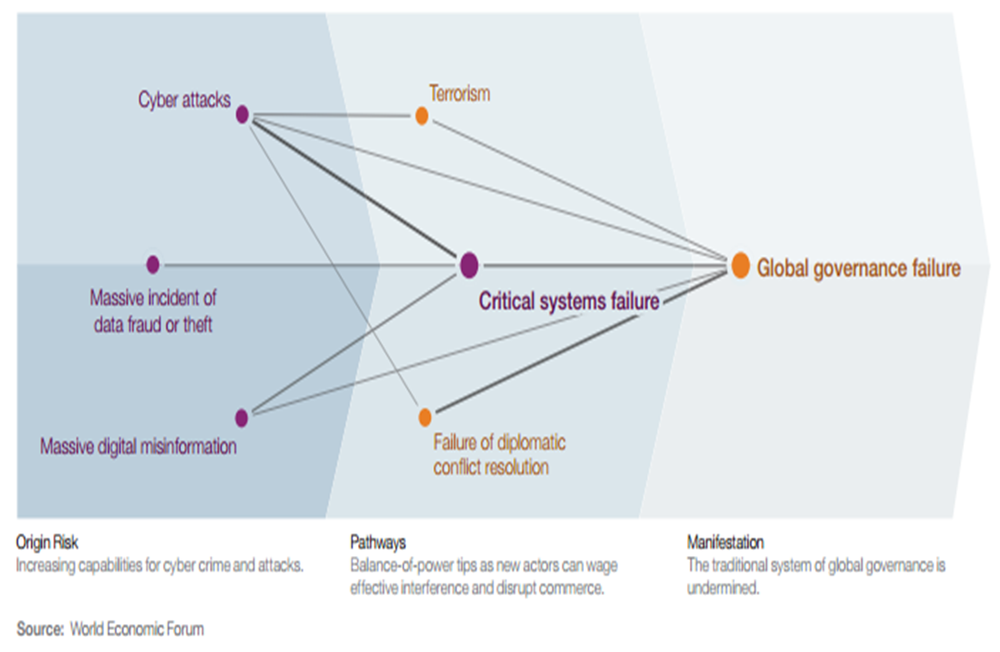 Cyber attacks
Terrorism
Global governance failure
Massive incident of
data fraud or theft
Critical systems failure
Massive digital misinformation
Failure of diplomatic
conflict resolution
Origin Risk
Increasing capabilities for cyber crime and attacks.
Pathways
Balance-of-power tips as new actors can wage
effective interference and disrupt commerce.
Manifestation
The traditional system of global governance is
undermined.
Source: World Economic Forum